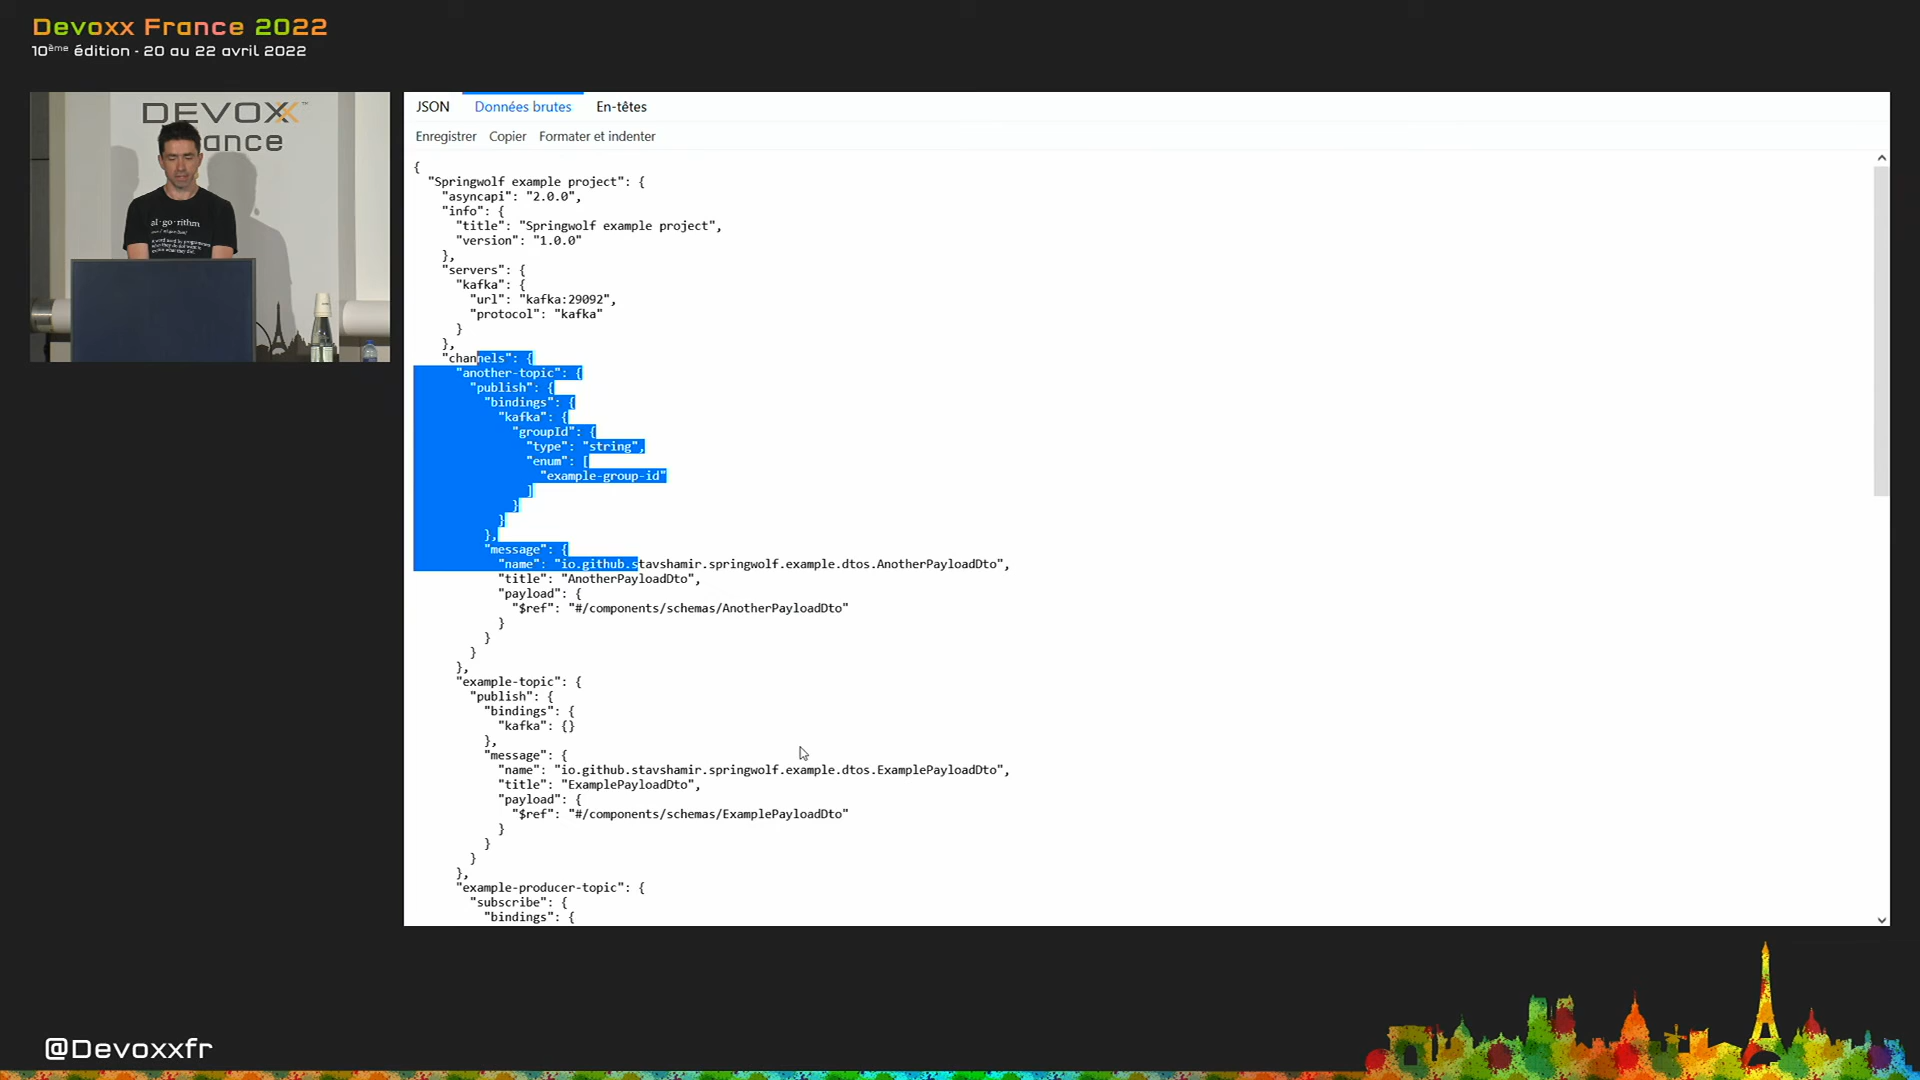 Devoxx France 2022
10ème édition - 20 au 22 avril 2022
DEVOXX™
ance
al·go·rithm
JSON Données brutes En-têtes
Enregistrer Copier Formater et indenter
{
"Springwolf example project": {
"asyncapi": "2.0.0",
"info": {
"title": "Springwolf example project",
"version": "1.0.0"
},
"servers": {
"kafka": {
"url": "kafka:29092",
"protocol": "kafka"
}
},
"channels": {
"another-topic": {
"publish": {
"bindings": {
"kafka": {
"groupId": {
"type": "string",
"enum": [
"example-group-id"
]
}
}
},
"message": {
"name": "io.github.stavshamir.springwolf.example.dtos.AnotherPayloadDto",
"title": "AnotherPayloadDto",
"payload": {
"$ref": "#/components/schemas/AnotherPayloadDto"
}
}
}
},
"example-topic": {
"publish": {
"bindings": {
"kafka": {}
},
"message": {
"name": "io.github.stavshamir.springwolf.example.dtos.ExamplePayloadDto",
"title": "ExamplePayloadDto",
"payload": {
"$ref": "#/components/schemas/ExamplePayloadDto"
}
}
}
},
"example-producer-topic": {
"subscribe": {
"bindings": {
@Devoxxfr